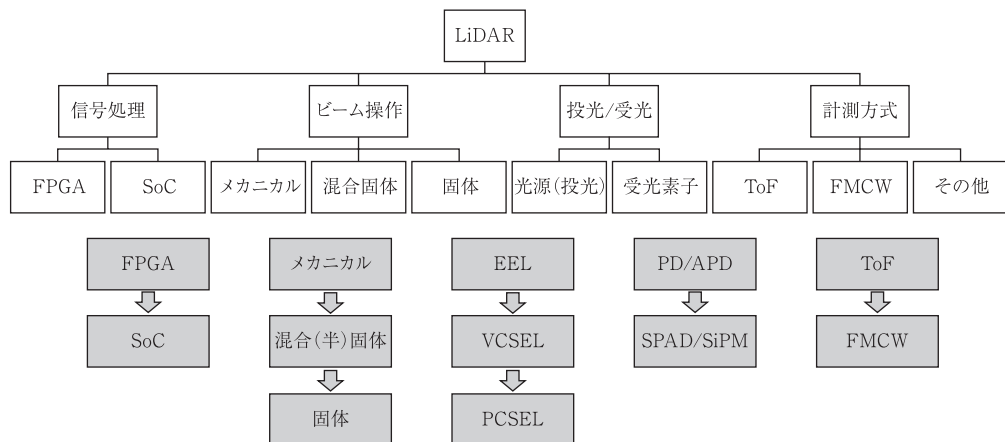 LiDAR
信号処理
ビーム操作
投光/受光
計測方式
FPGA
SoC
メカニカル
混合固体
固体
光源(投光)
受光素子
ToF
FMCW
その他
FPGA
メカニカル
EEL
PD/APD
ToF
SoC
混合(半)固体
VCSEL
SPAD/SiPM
FMCW
固体
PCSEL